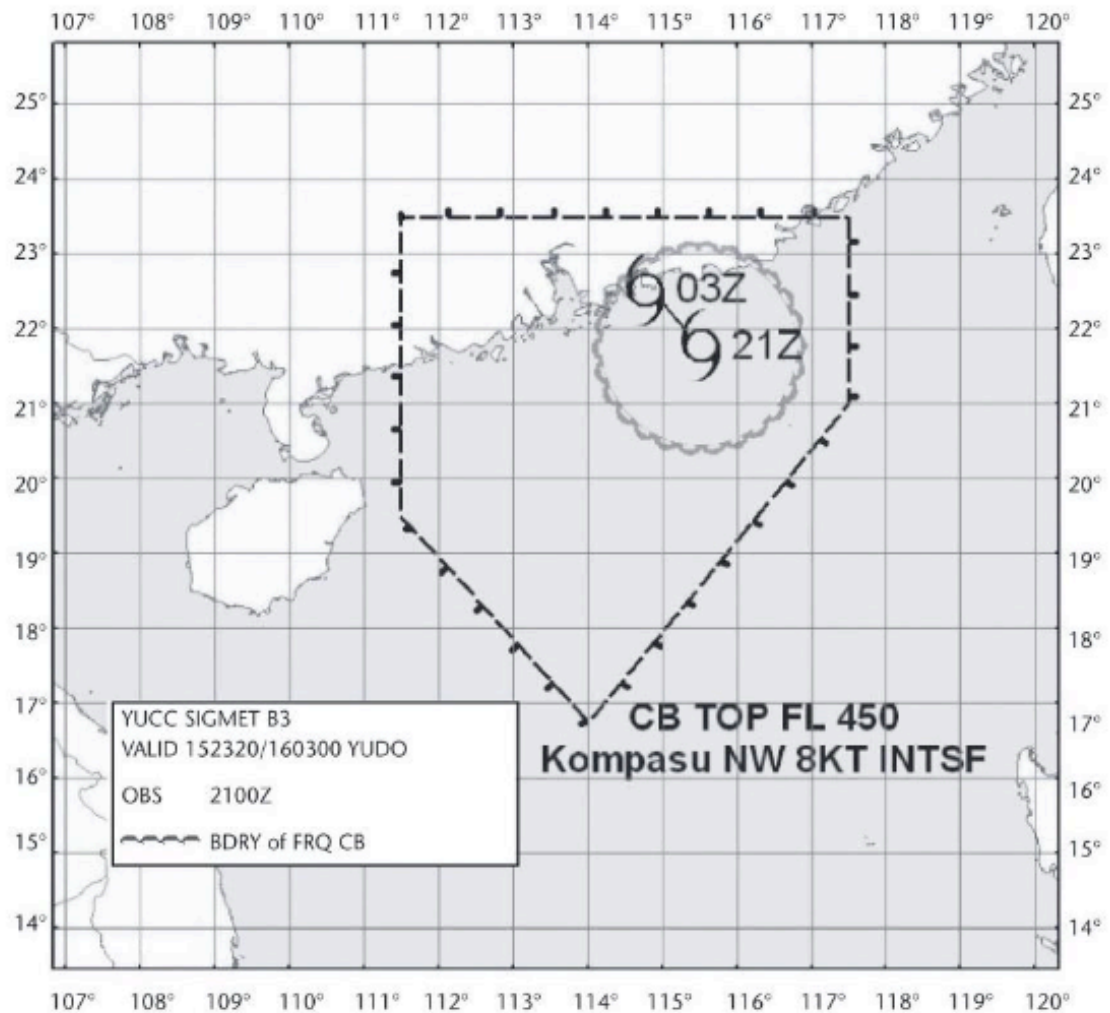 107° 108° 109° 110° 111° 112° 113° 114° 115° 116° 117° 118° 119° 120°
25° 25°
24° 24°
23° 23°
03Z
22° 21Z 22°
21° 21°
20° 20°
19° 19°
18° 18°
17° CB TOP FL 450 17°
YUCC SIGMET B3
VALID 152320/160300 YUDO
Kompasu NW 8KT INTSF
16° 16°
OBS 2100Z
BDRY of FRQ CB
15° 15°
14° 14°
107° 108° 109° 110° 111° 112° 113° 114° 115° 116° 117° 118° 119° 120°